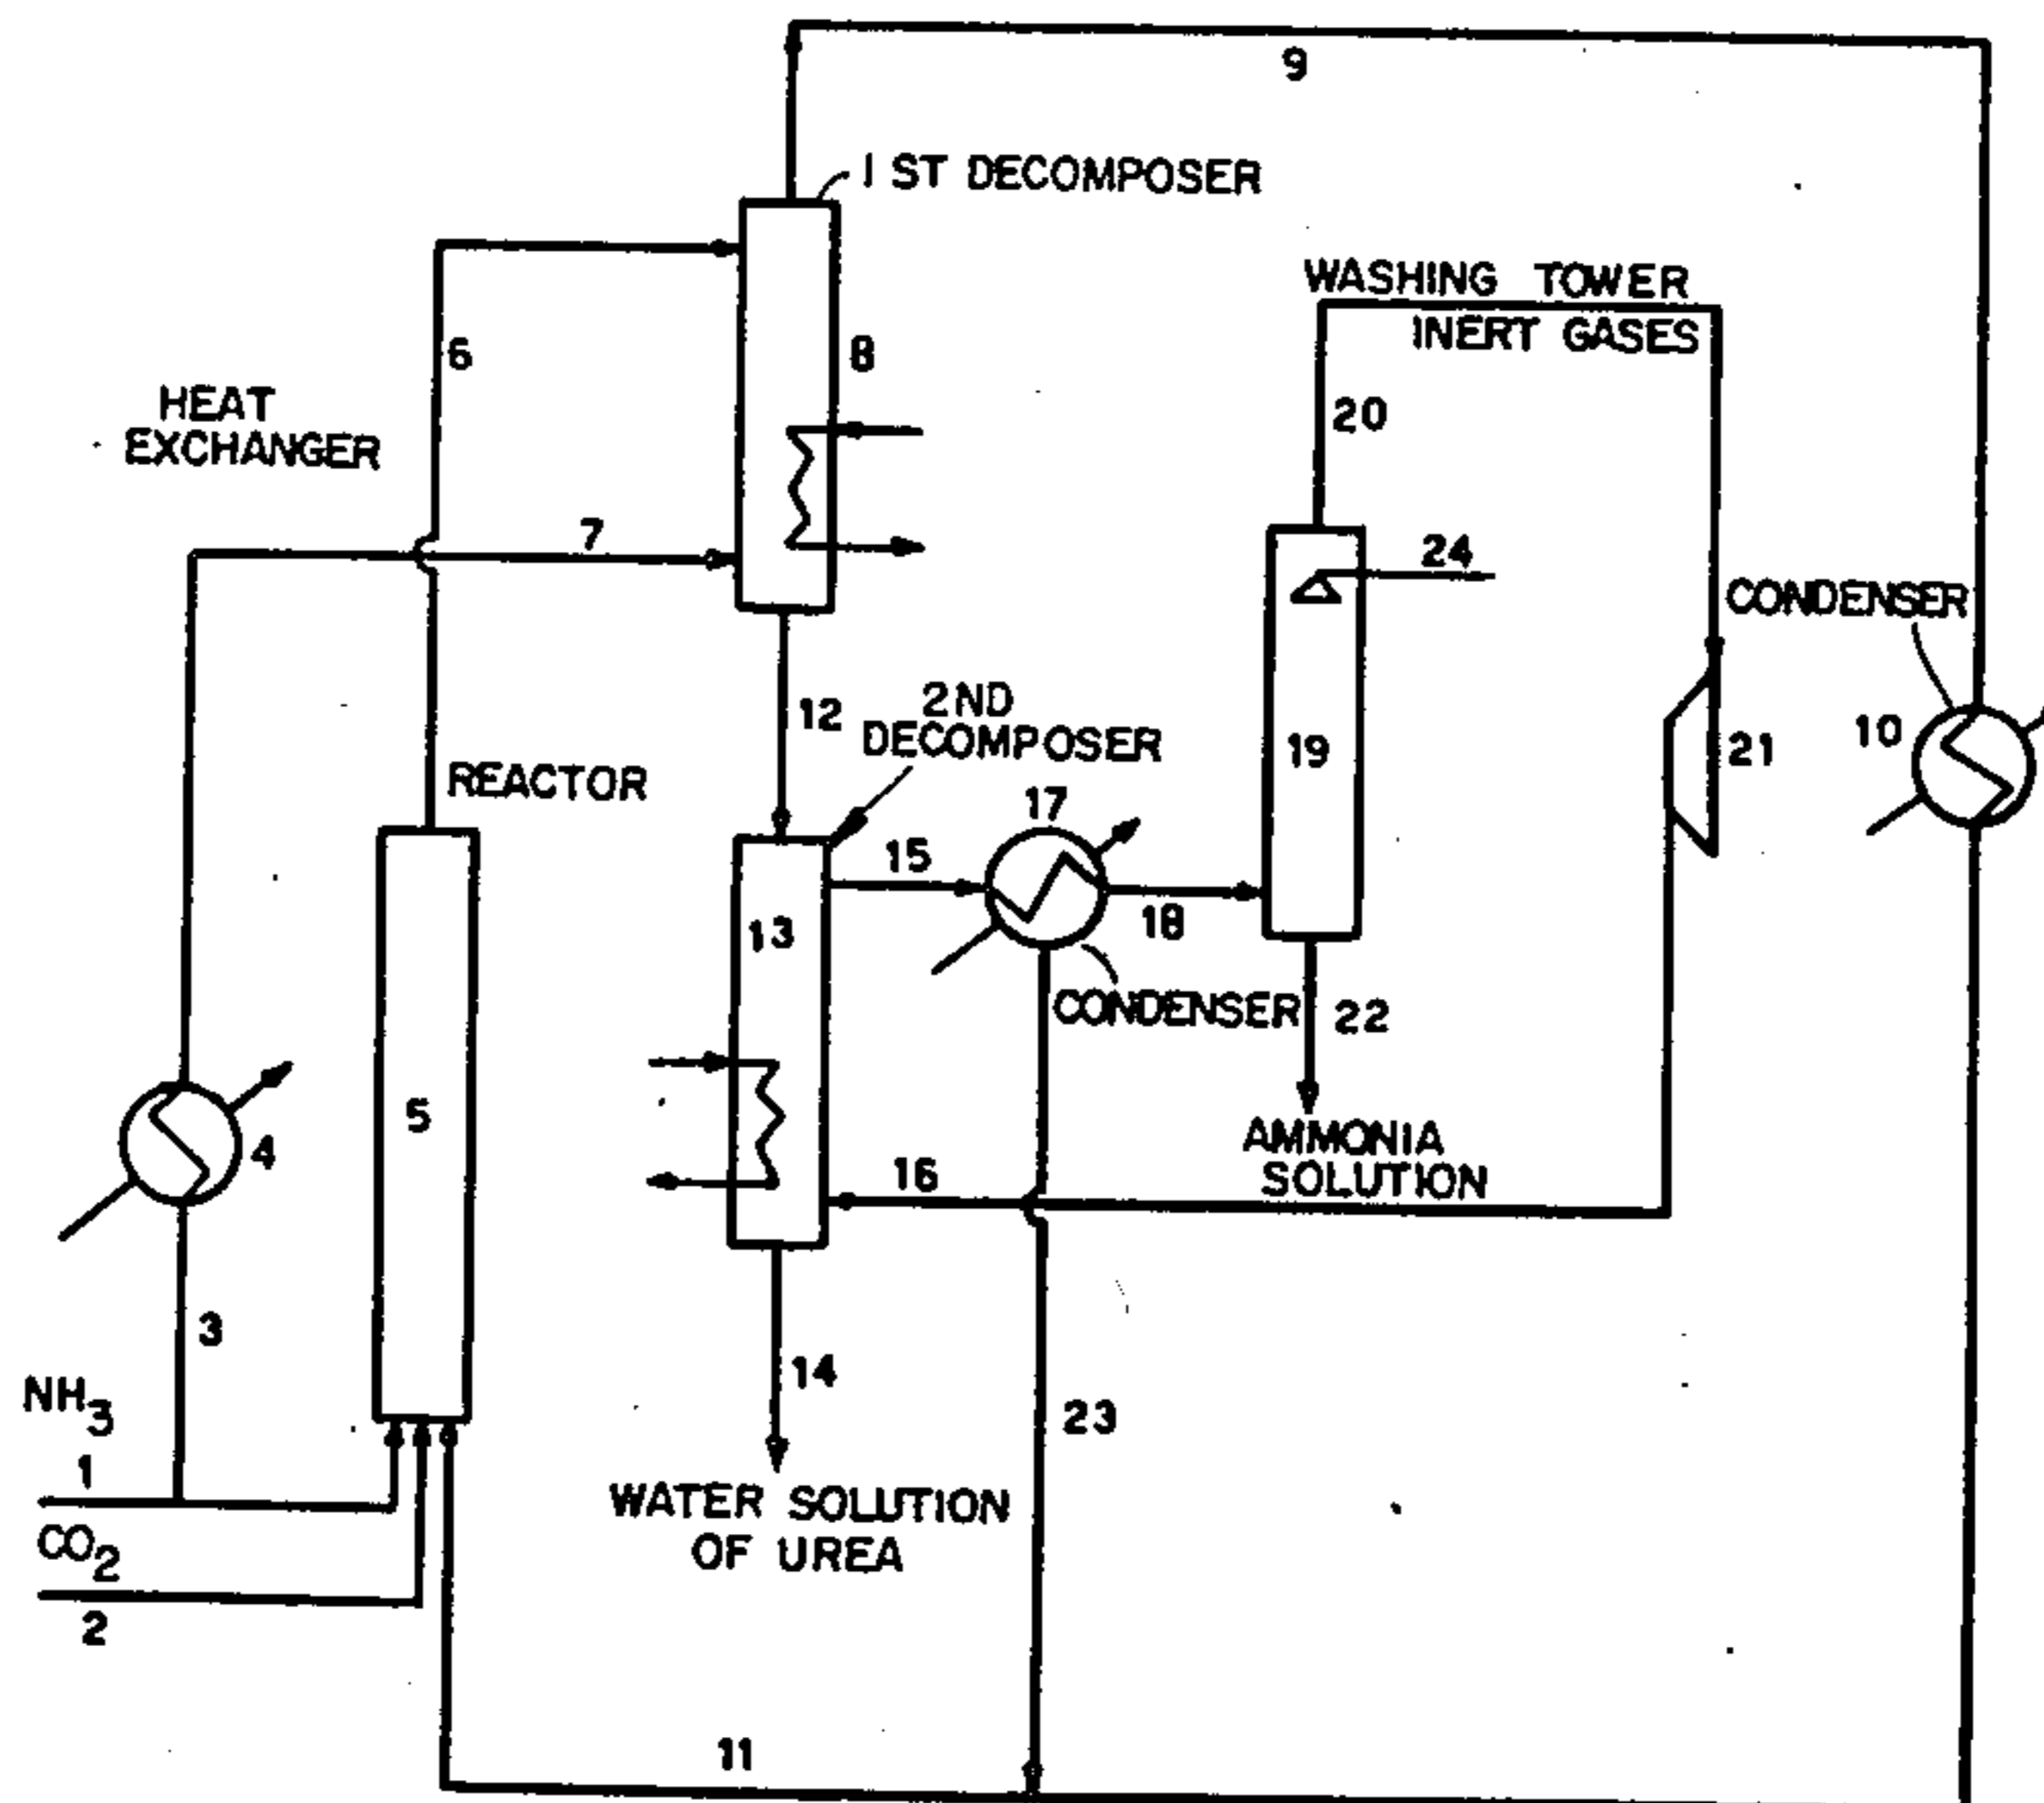 9
1 ST DECOMPOSER
WASHING TOWER
INERT GASES
6
8
HEAT
EXCHANGER
20
7
24
CONDENSER
12
2ND
DECOMPOSER
19
10
21
REACTOR
17
15
13
18
CONDENSER
22
5
4
AMMONIA
SOLUTION
16
3
14
NH3
23
1
WATER SOLUTION
OF UREA
CO2
2
11